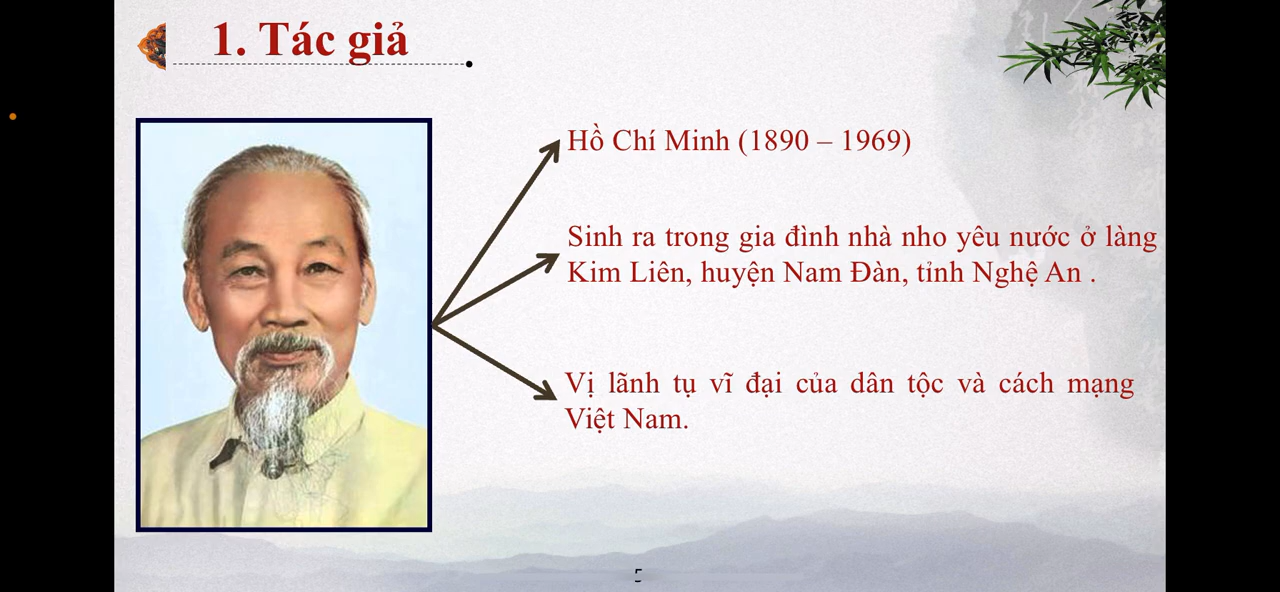 1. Tác giả
Hồ Chí Minh (1890 – 1969)
Sinh ra trong gia đình nhà nho yêu nước ở làng
Kim Liên, huyện Nam Đàn, tỉnh Nghệ An .
Vị lãnh tụ vĩ đại của dân tộc và cách mạng
Việt Nam.
5